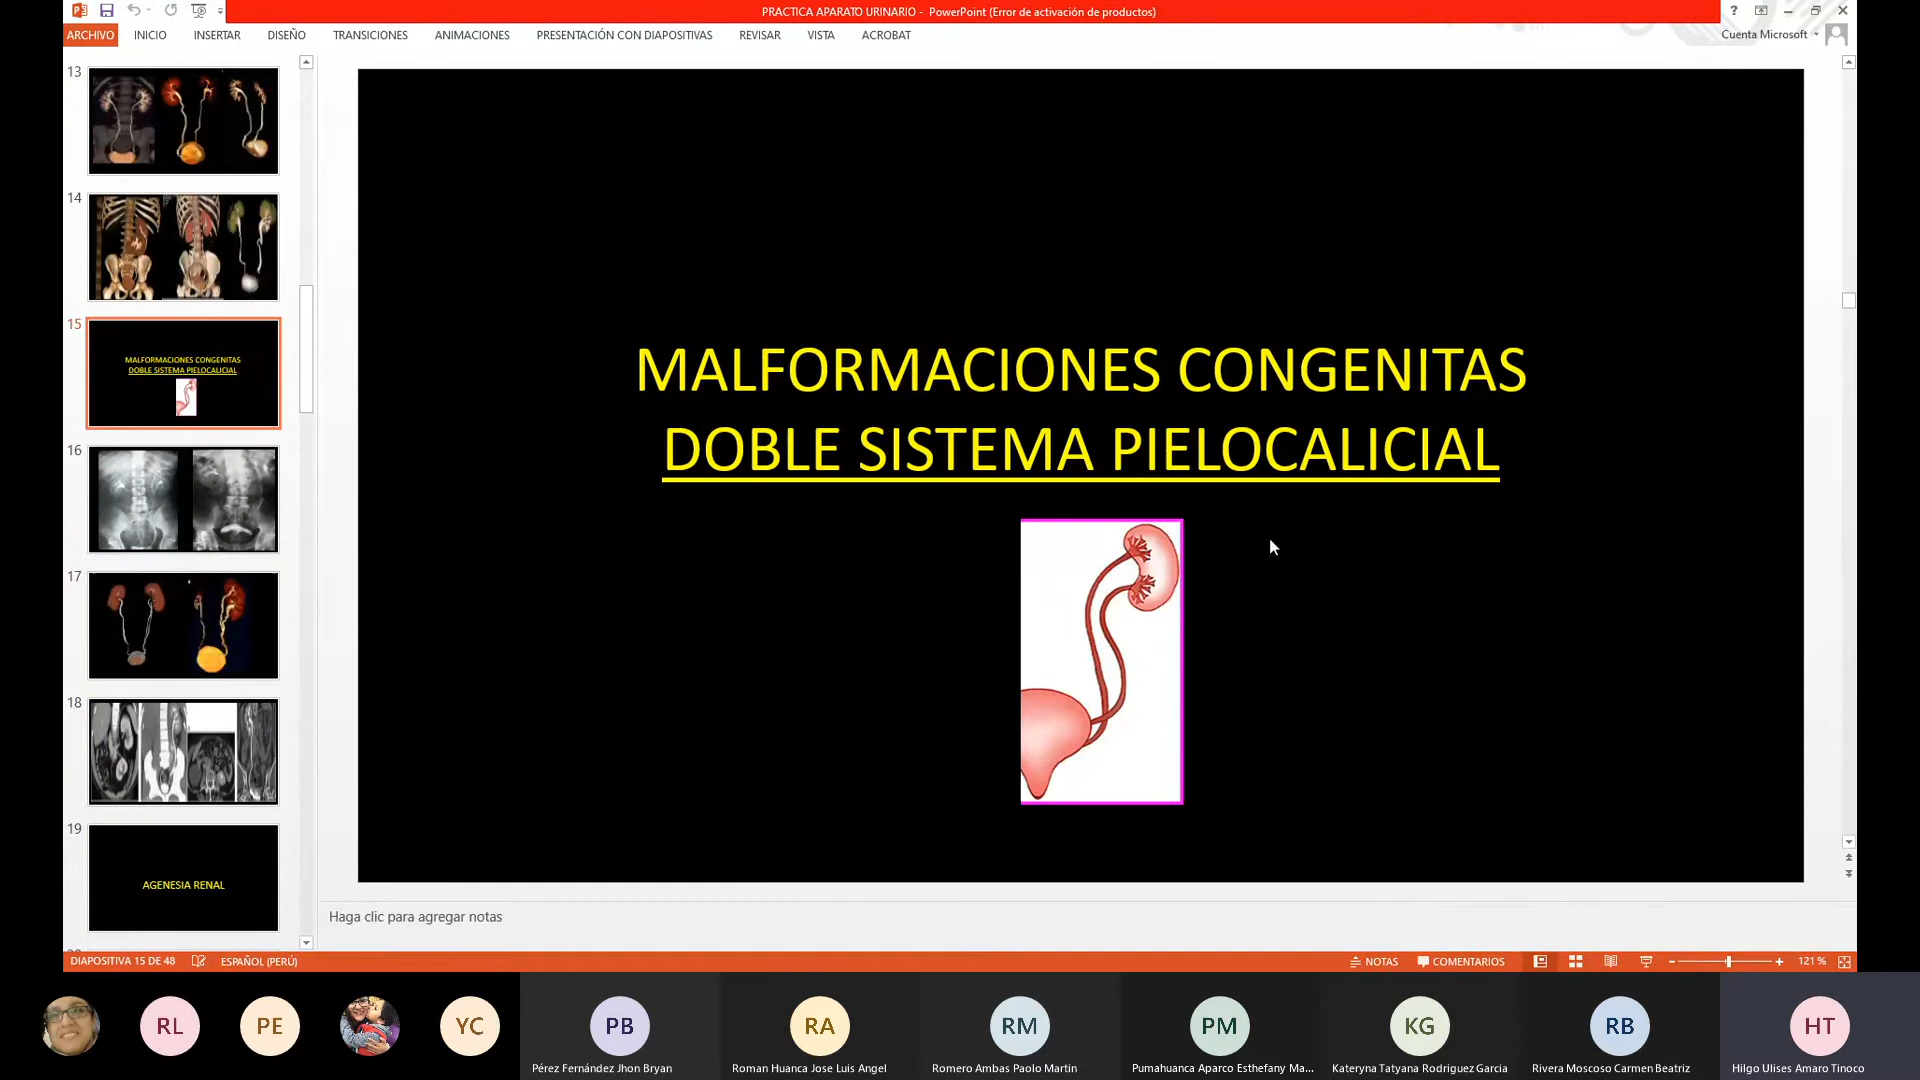 PRACTICA APARATO URINARIO - PowerPoint (Error de activación de productos)
?
ARCHIVO INICIO INSERTAR DISEÑO TRANSICIONES ANIMACIONES PRESENTACIÓN CON DIAPOSITIVAS REVISAR VISTA ACROBAT
Cuenta Microsoft
13
14
15
MALFORMACIONES CONGENITAS
DOBLE SISTEMA PIELOCALICIAL
16
17
18
19
AGENESIA RENAL
MALFORMACIONES CONGENITAS
DOBLE SISTEMA PIELOCALICIAL
Haga clic para agregar notas
DIAPOSITIVA 15 DE 48 ESPAÑOL (PERÚ) NOTAS COMENTARIOS 121 %
RL PE YC PB RA RM PM KG RB HT
Pérez Fernández Jhon Bryan
Roman Huanca Jose Luis Angel
Romero Ambas Paolo Martin
Pumahuanca Aparco Esthefany Ma...
Kateryna Tatyana Rodriguez Garcia
Rivera Moscoso Carmen Beatriz
Hilgo Ulises Amaro Tinoco